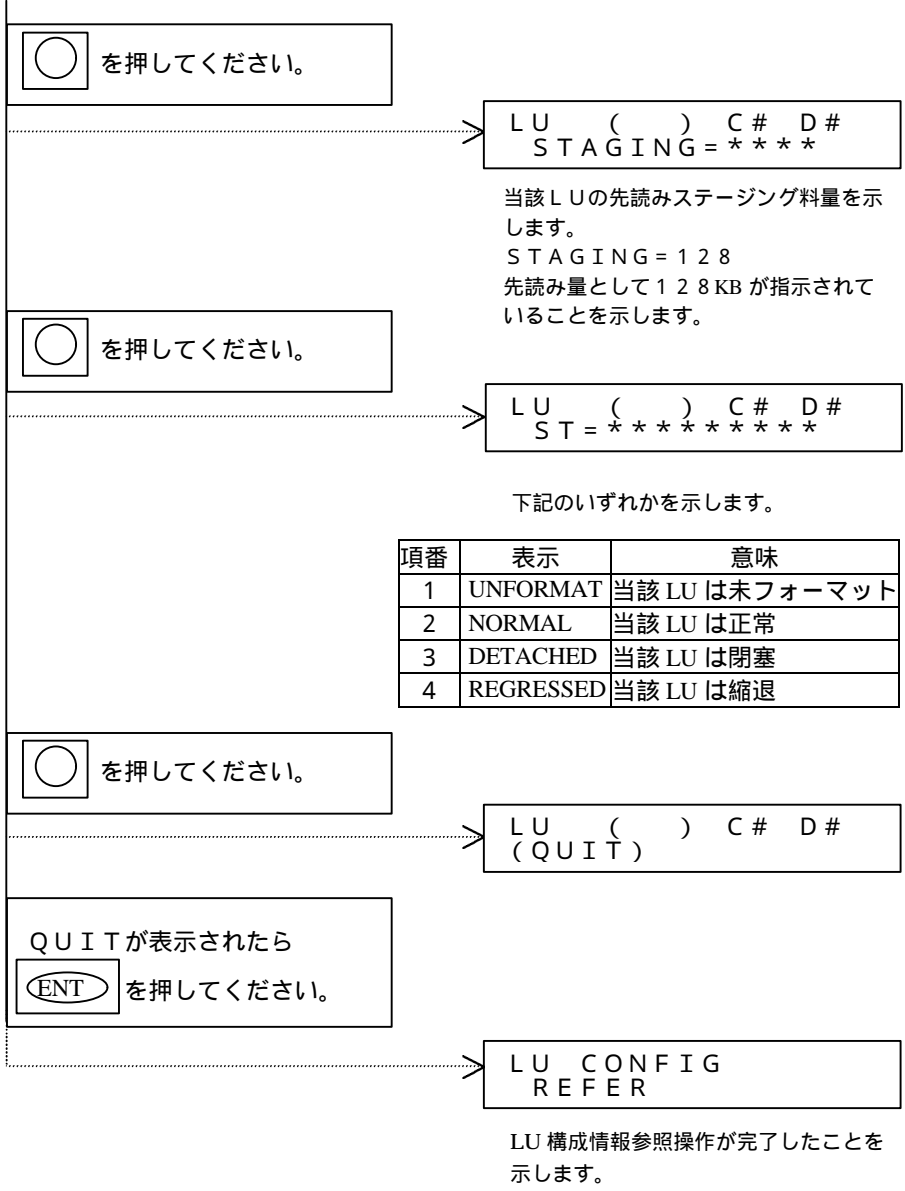 を押してください。
ＬＵ　（　）　Ｃ＃　Ｄ＃
ＳＴＡＧＩＮＧ＝＊＊＊＊
当該ＬＵの先読みステージング料量を示
します。
ＳＴＡＧＩＮＧ＝１２８
先読み量として１２８KB が指示されて
いることを示します。
を押してください。
ＬＵ　（　）　Ｃ＃　Ｄ＃
ＳＴ＝＊＊＊＊＊＊＊＊＊
下記のいずれかを示します。
項番 表示 意味
1 UNFORMAT 当該 LU は未フォーマット
2 NORMAL 当該 LU は正常
3 DETACHED 当該 LU は閉塞
4 REGRESSED 当該 LU は縮退
を押してください。
ＬＵ　（　）　Ｃ＃　Ｄ＃
（ＱＵＩＴ）
ＱＵＩＴが表示されたら
ENT を押してください。
ＬＵ　ＣＯＮＦＩＧ
ＲＥＦＥＲ
LU 構成情報参照操作が完了したことを
示します。